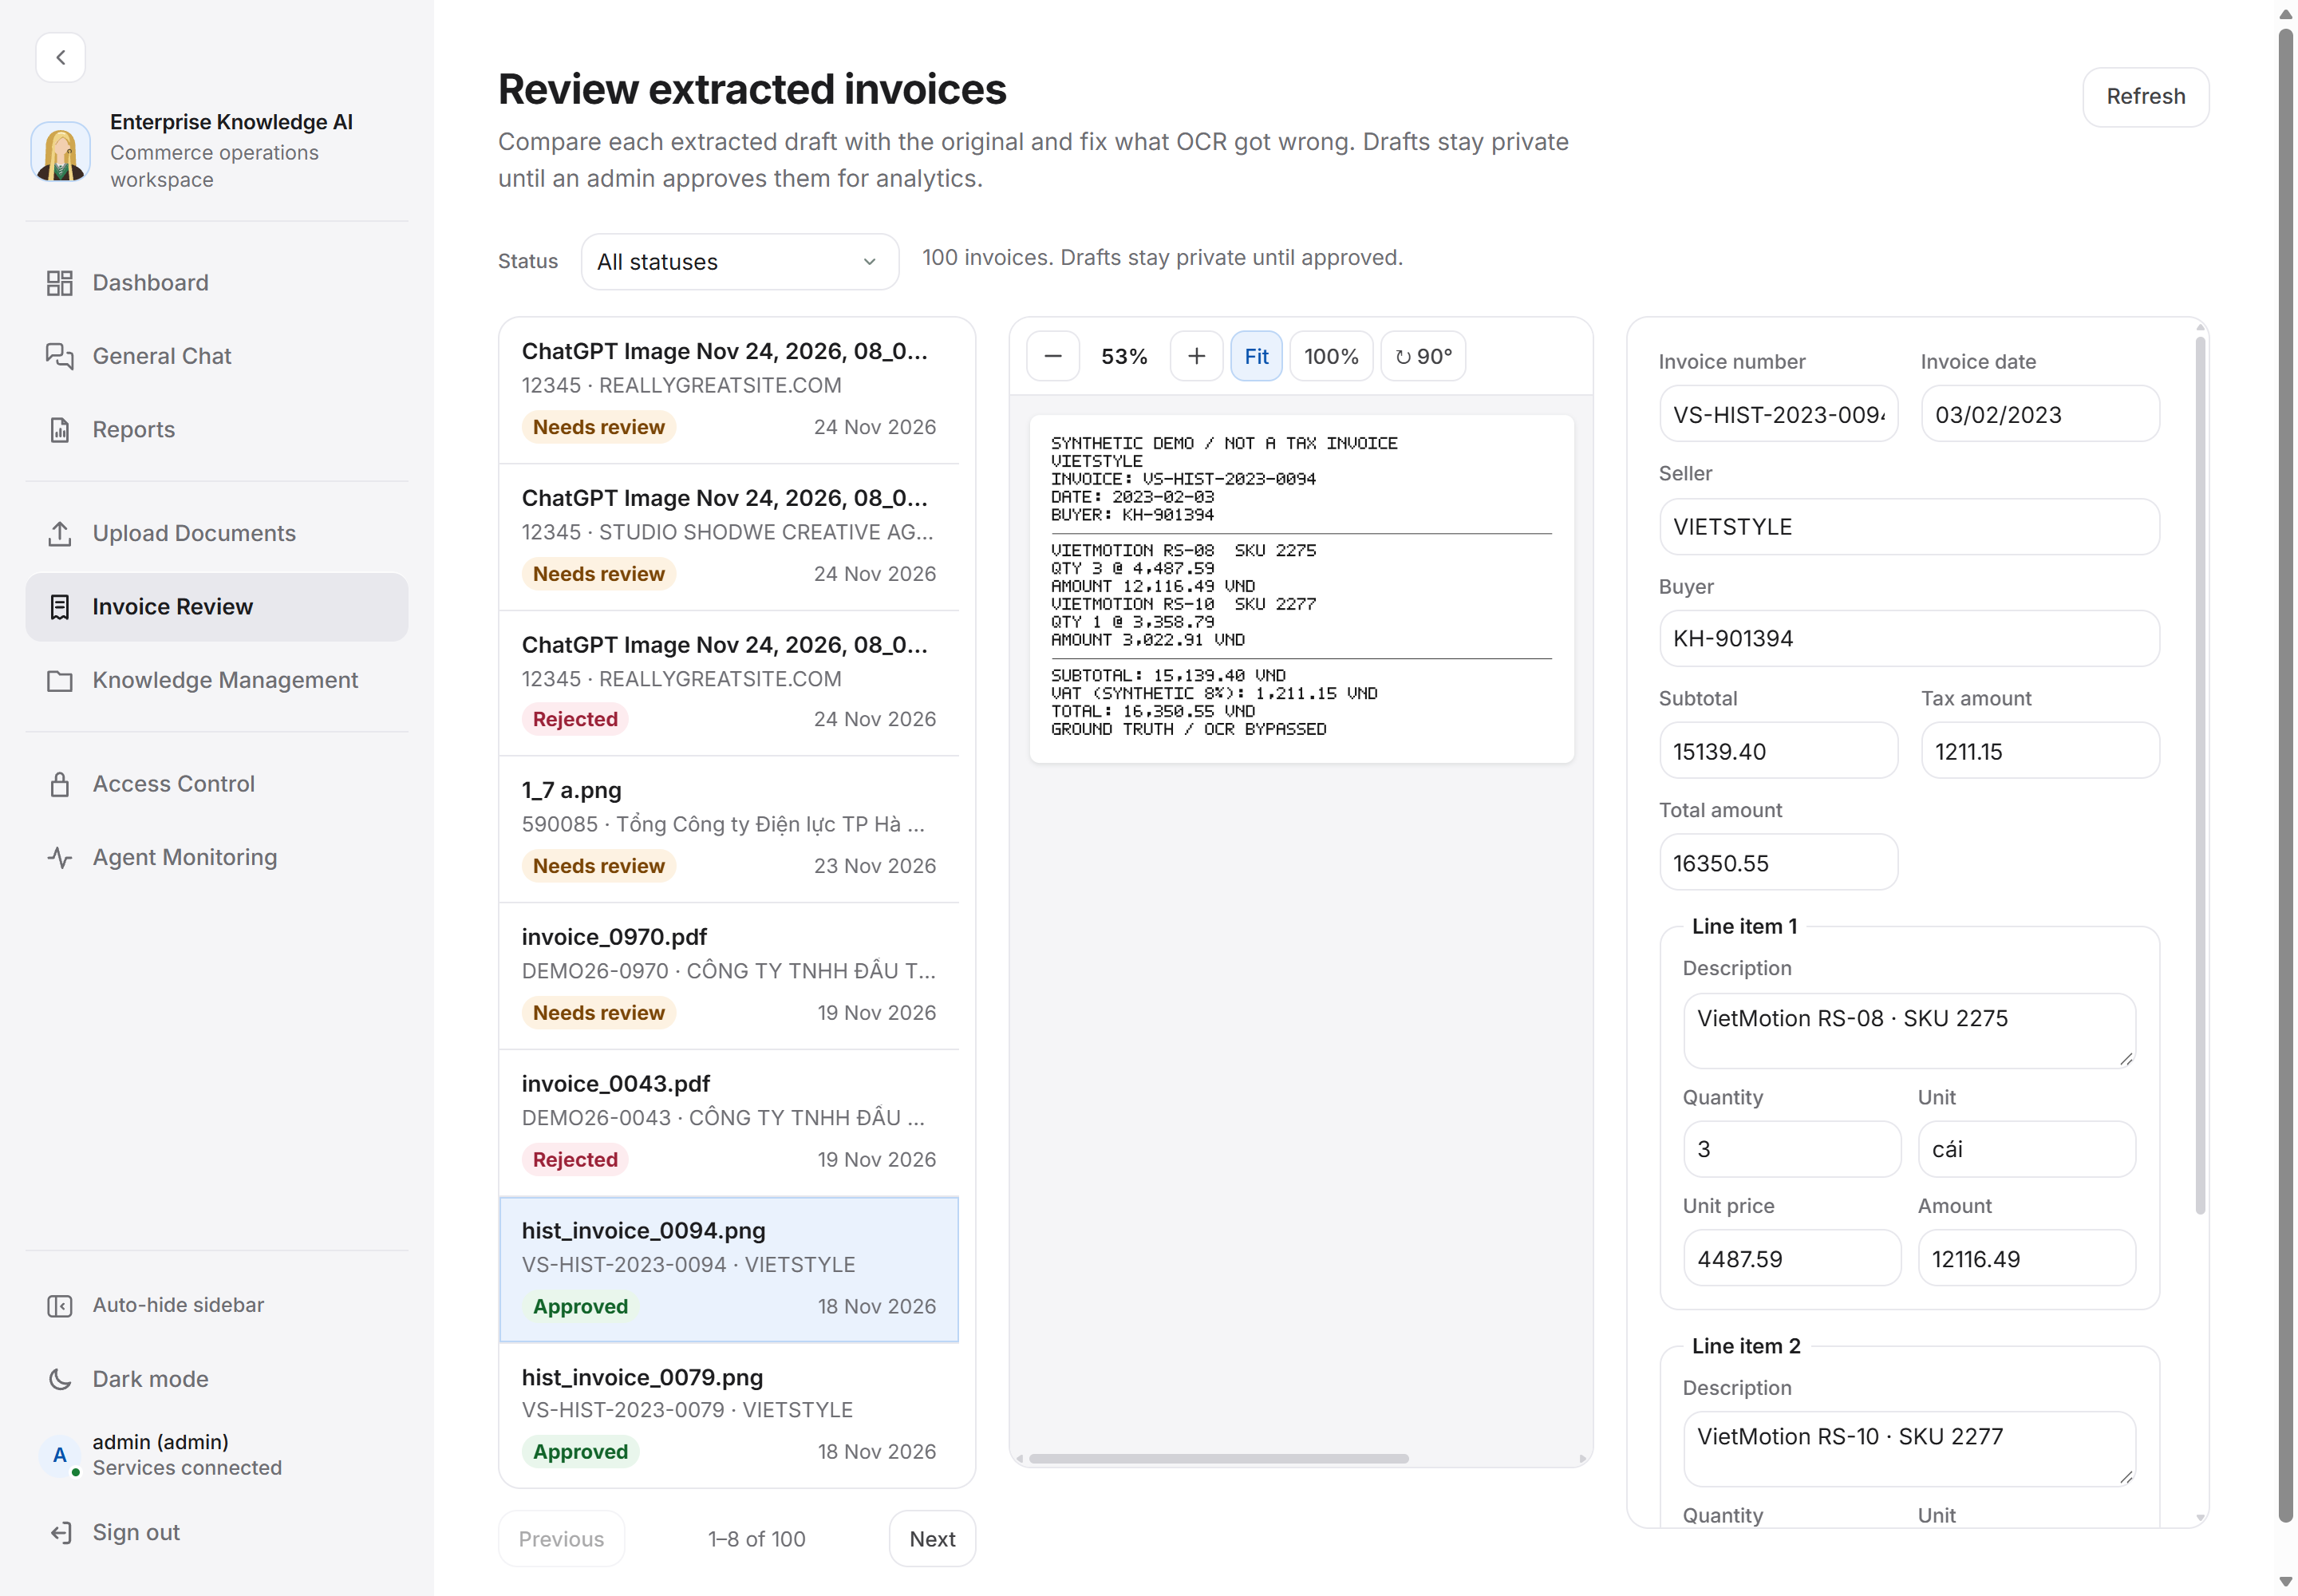 Enterprise Knowledge AI
Commerce operations
workspace
Dashboard
General Chat
Reports
Upload Documents
Invoice Review
Knowledge Management
Access Control
Agent Monitoring
Auto-hide sidebar
Dark mode
A
admin (admin)
Services connected
Sign out
Review extracted invoices
Compare each extracted draft with the original and fix what OCR got wrong. Drafts stay private
until an admin approves them for analytics.
Refresh
Status
All statuses
100 invoices. Drafts stay private until approved.
ChatGPT Image Nov 24, 2026, 08_0...
12345 · REALLYGREATSITE.COM
Needs review 24 Nov 2026
ChatGPT Image Nov 24, 2026, 08_0...
12345 · STUDIO SHODWE CREATIVE AG...
Needs review 24 Nov 2026
ChatGPT Image Nov 24, 2026, 08_0...
12345 · REALLYGREATSITE.COM
Rejected 24 Nov 2026
1_7 a.png
590085 · Tổng Công ty Điện lực TP Hà ...
Needs review 23 Nov 2026
invoice_0970.pdf
DEMO26-0970 · CÔNG TY TNHH ĐẦU T...
Needs review 19 Nov 2026
invoice_0043.pdf
DEMO26-0043 · CÔNG TY TNHH ĐẦU ...
Rejected 19 Nov 2026
hist_invoice_0094.png
VS-HIST-2023-0094 · VIETSTYLE
Approved 18 Nov 2026
hist_invoice_0079.png
VS-HIST-2023-0079 · VIETSTYLE
Approved 18 Nov 2026
Previous 1–8 of 100 Next
− 53% + Fit 100% ↻ 90°
SYNTHETIC DEMO / NOT A TAX INVOICE
VIETSTYLE
INVOICE: VS-HIST-2023-0094
DATE: 2023-02-03
BUYER: KH-901394
VIETMOTION RS-08 SKU 2275
QTY 3 @ 4,487.59
AMOUNT 12,116.49 VND
VIETMOTION RS-10 SKU 2277
QTY 1 @ 3,358.79
AMOUNT 3,022.91 VND
SUBTOTAL: 15,139.40 VND
VAT (SYNTHETIC 8%): 1,211.15 VND
TOTAL: 16,350.55 VND
GROUND TRUTH / OCR BYPASSED
Invoice number Invoice date
VS-HIST-2023-0094 03/02/2023
Seller
VIETSTYLE
Buyer
KH-901394
Subtotal Tax amount
15139.40 1211.15
Total amount
16350.55
Line item 1
Description
VietMotion RS-08 · SKU 2275
Quantity Unit
3 cái
Unit price Amount
4487.59 12116.49
Line item 2
Description
VietMotion RS-10 · SKU 2277
Quantity Unit